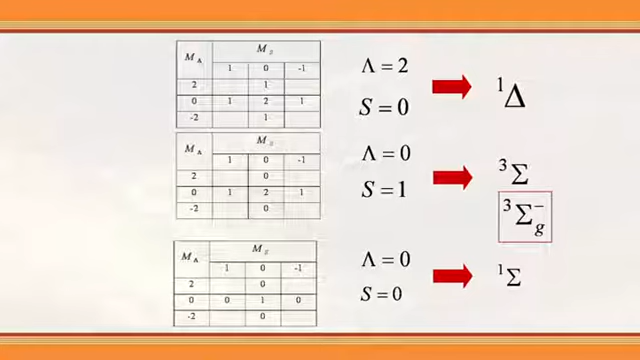 M_Λ M_S
1 0 -1
2 1
0 1 2 1
-2 1
Λ = 2
S = 0
¹Δ
M_Λ M_S
1 0 -1
2 0
0 1 2 1
-2 0
Λ = 0
S = 1
³Σ
³Σ_g⁻
M_Λ M_S
1 0 -1
2 0
0 0 1 0
-2 0
Λ = 0
S = 0
¹Σ